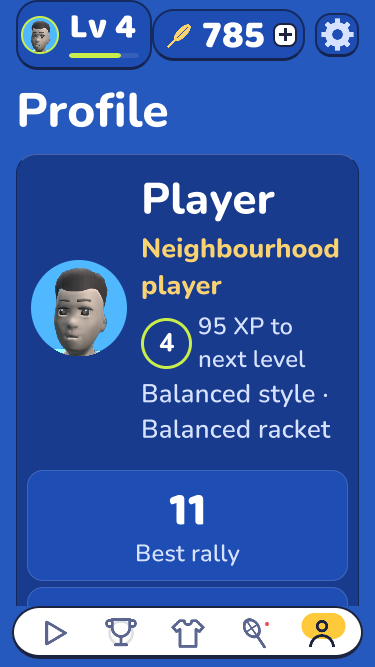 Lv 4
785
Profile
Player
Neighbourhood
player
4
95 XP to
next level
Balanced style ·
Balanced racket
11
Best rally